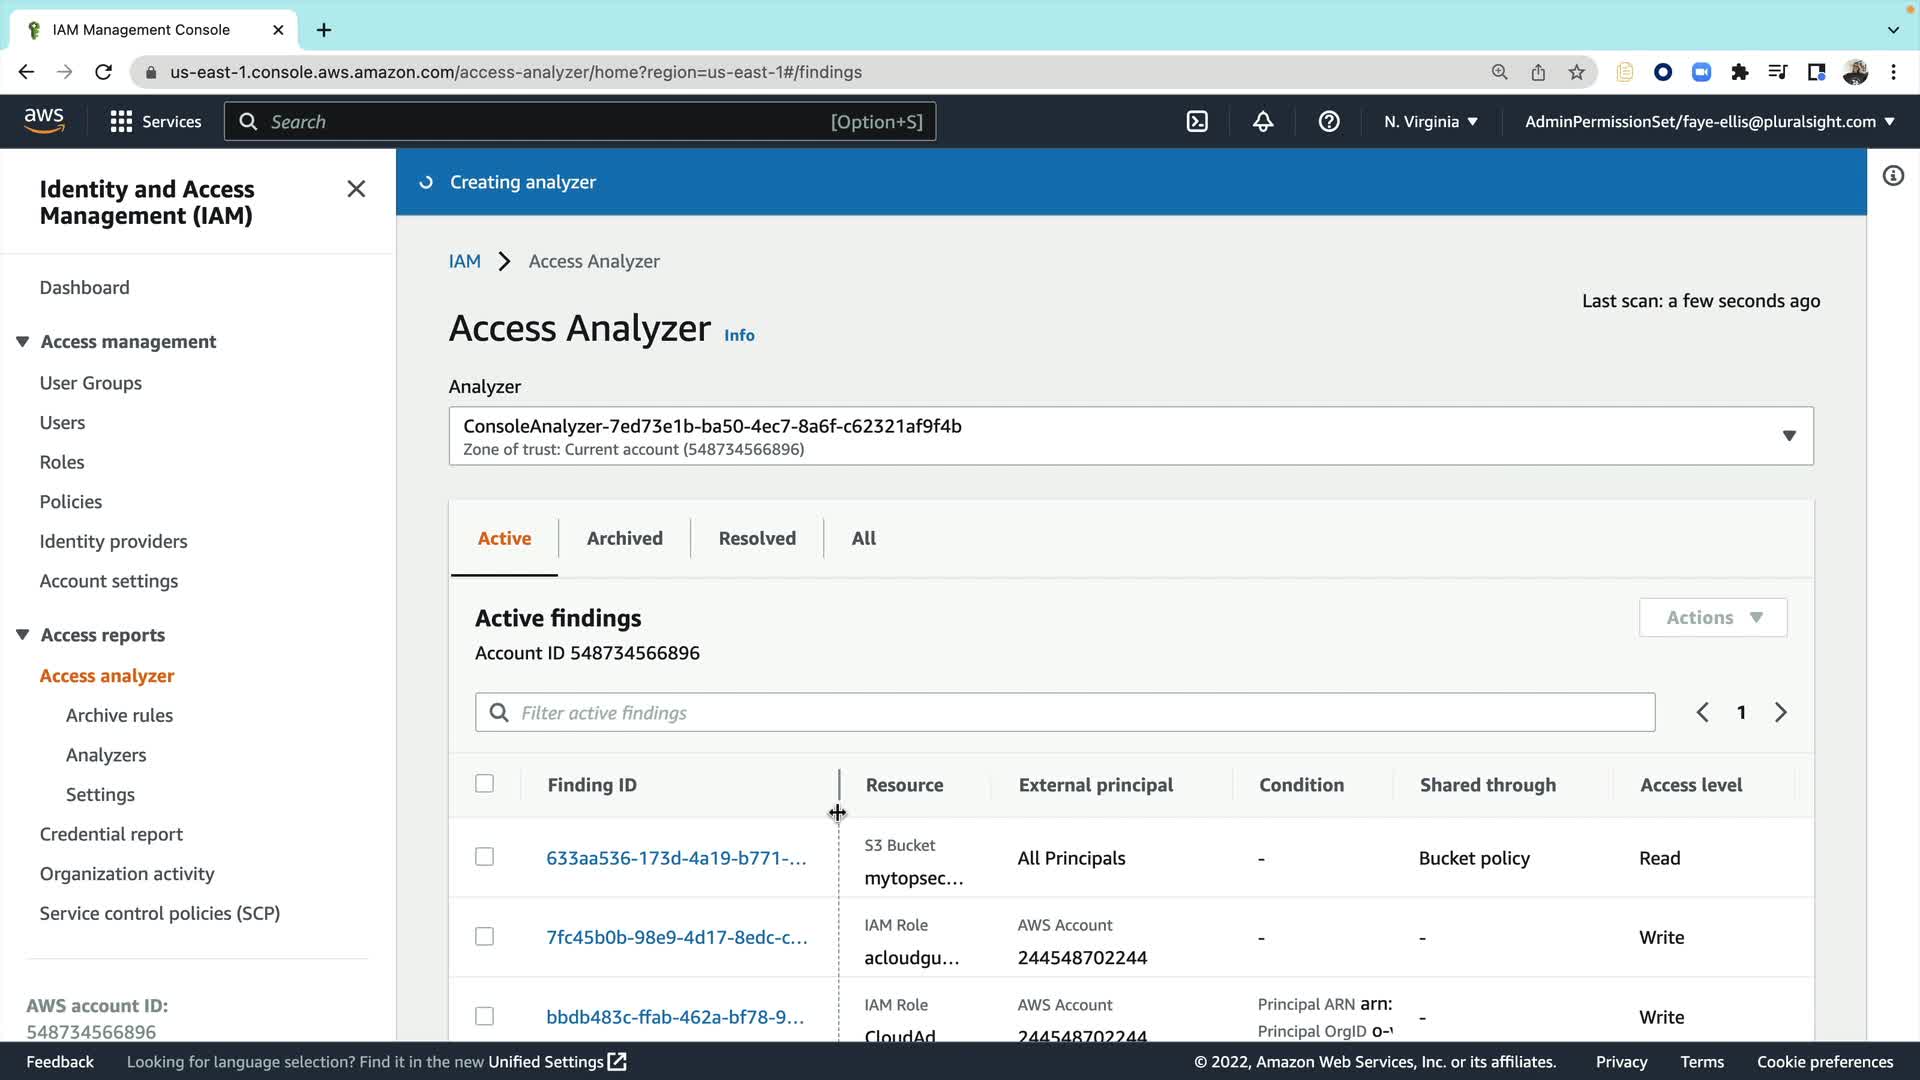 IAM Management Console
us-east-1.console.aws.amazon.com/access-analyzer/home?region=us-east-1#/findings
aws
Services
Search
[Option+S]
N. Virginia
AdminPermissionSet/faye-ellis@pluralsight.com
Identity and Access
Management (IAM)
Dashboard
Access management
User Groups
Users
Roles
Policies
Identity providers
Account settings
Access reports
Access analyzer
Archive rules
Analyzers
Settings
Credential report
Organization activity
Service control policies (SCP)
AWS account ID:
548734566896
Creating analyzer
IAM
Access Analyzer
Last scan: a few seconds ago
Access Analyzer Info
Analyzer
ConsoleAnalyzer-7ed73e1b-ba50-4ec7-8a6f-c62321af9f4b
Zone of trust: Current account (548734566896)
Active
Archived
Resolved
All
Active findings
Actions
Account ID 548734566896
Filter active findings
1
Finding ID
Resource
External principal
Condition
Shared through
Access level
633aa536-173d-4a19-b771-...
S3 Bucket
mytopsec...
All Principals
-
Bucket policy
Read
7fc45b0b-98e9-4d17-8edc-c...
IAM Role
acloudgu...
AWS Account
244548702244
-
-
Write
bbdb483c-ffab-462a-bf78-9...
IAM Role
CloudAd
AWS Account
244548702244
Principal ARN arn:
Principal OrgID o-
-
Write
Feedback
Looking for language selection? Find it in the new Unified Settings
© 2022, Amazon Web Services, Inc. or its affiliates.
Privacy
Terms
Cookie preferences